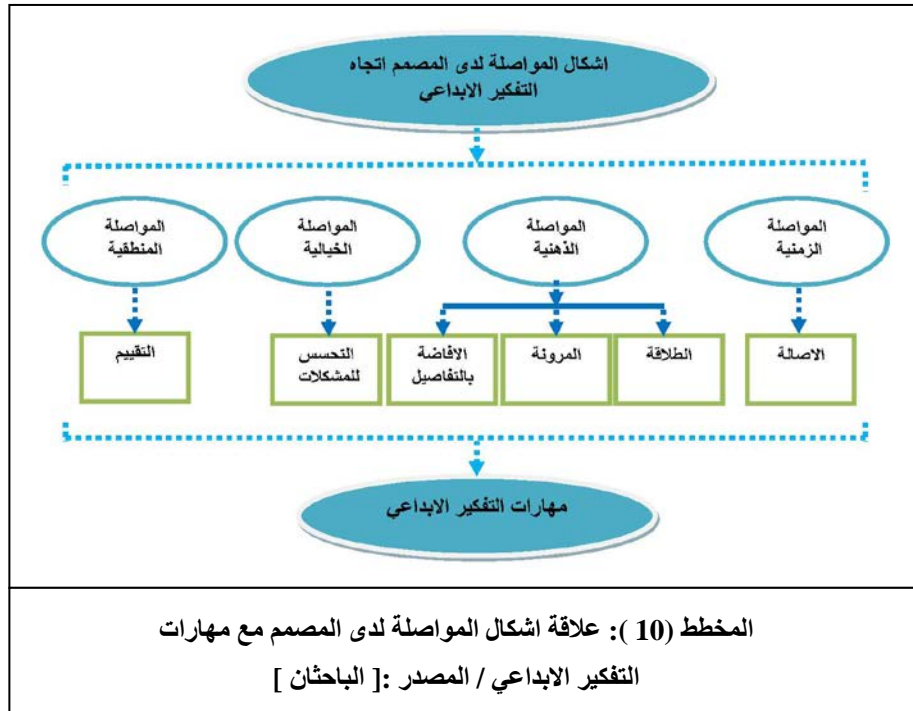 اشكال المواصلة لدى المصمم اتجاه
التفكير الابداعي
المواصلة
الزمنية
المواصلة
الذهنية
المواصلة
الخيالية
المواصلة
المنطقية
الاصالة
الطلاقة
المرونة
الافاضة
بالتفاصيل
التحسس
للمشكلات
التقييم
مهارات التفكير الابداعي
المخطط (10 ): علاقة اشكال المواصلة لدى المصمم مع مهارات
التفكير الابداعي / المصدر :[ الباحثان ]